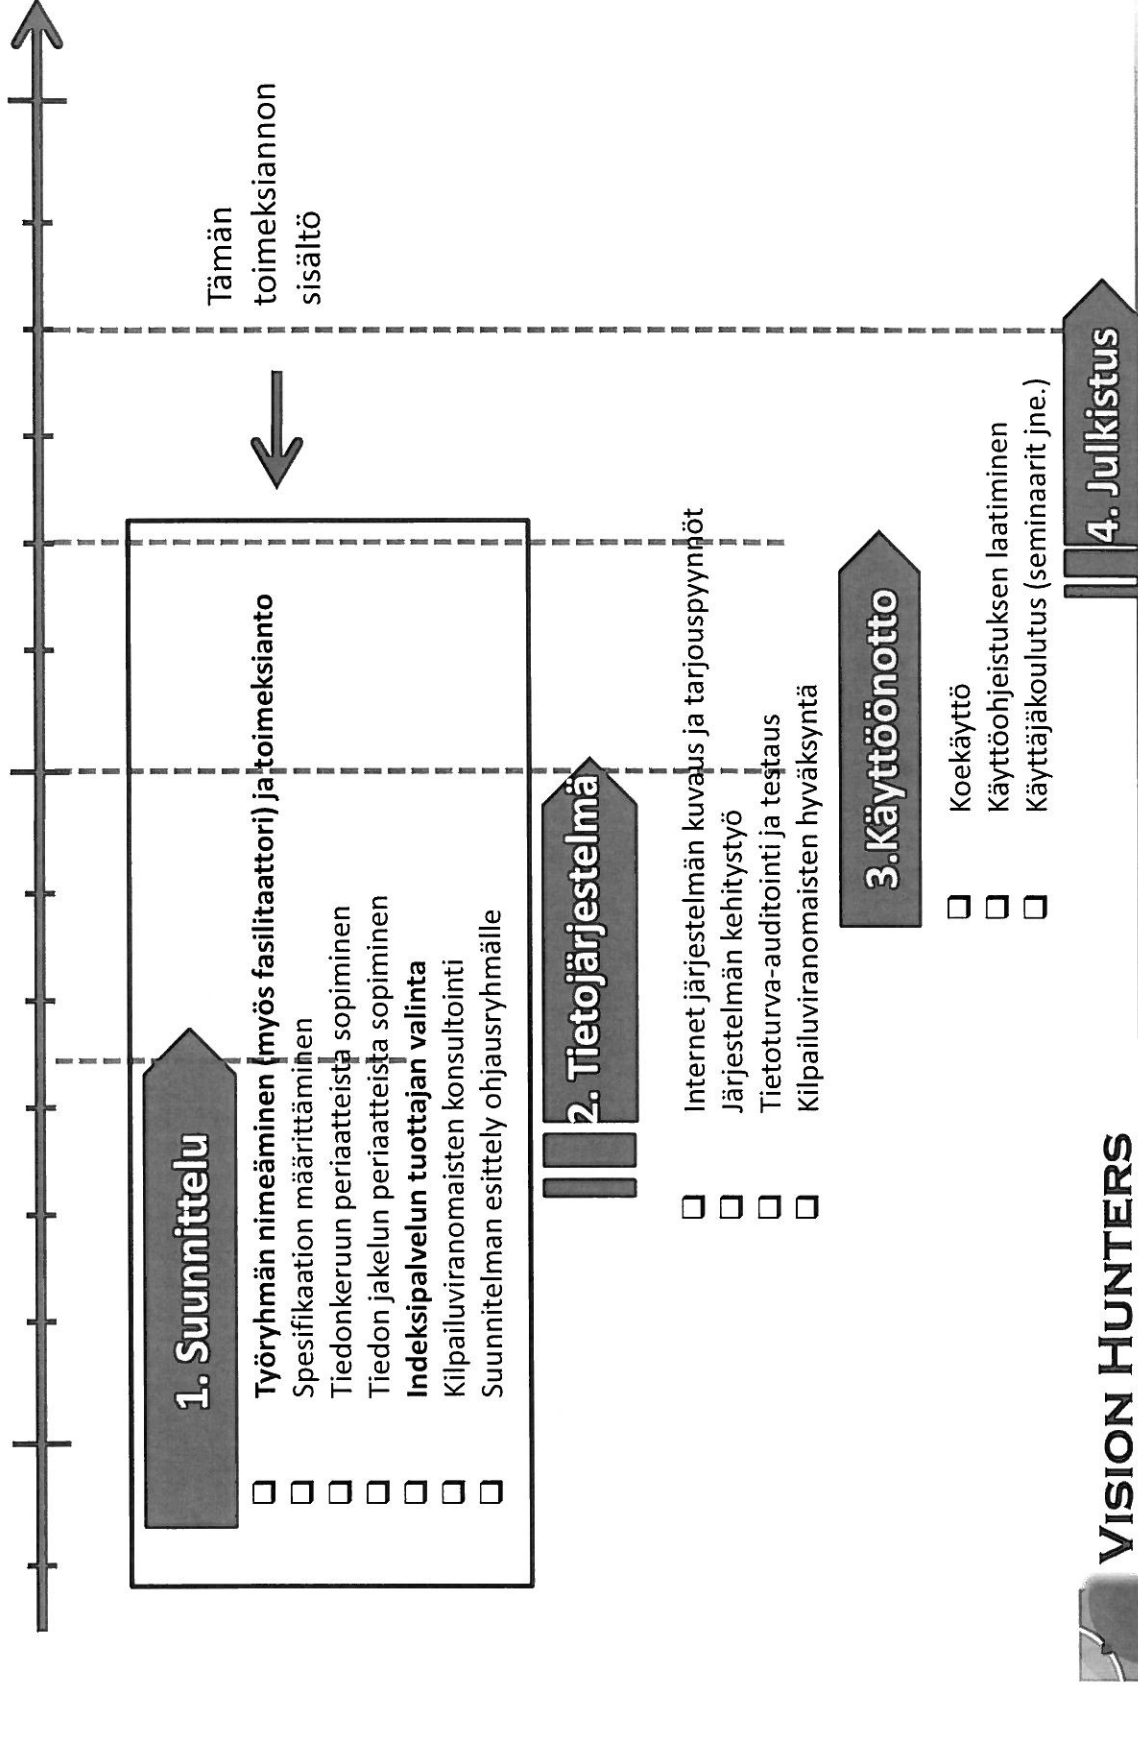 Tämän
toimeksiannon
sisältö
1. Suunnittelu
Työryhmän nimeäminen (myös fasilitaattori) ja toimeksianto
Spesifikaation määrittäminen
Tiedonkeruun periaatteista sopiminen
Tiedon jakelun periaatteista sopiminen
Indeksipalvelun tuottajan valinta
Kilpailuviranomaisten konsultointi
Suunnitelman esittely ohjausryhmälle
2. Tietojärjestelmä
Internet järjestelmän kuvaus ja tarjouspyynnöt
Järjestelmän kehitystyö
Tietoturva-auditointi ja testaus
Kilpailuviranomaisten hyväksyntä
3.Käyttöönotto
Koekäyttö
Käyttöohjeistuksen laatiminen
Käyttäjäkoulutus (seminaarit jne.)
4. Julkistus
VISION HUNTERS